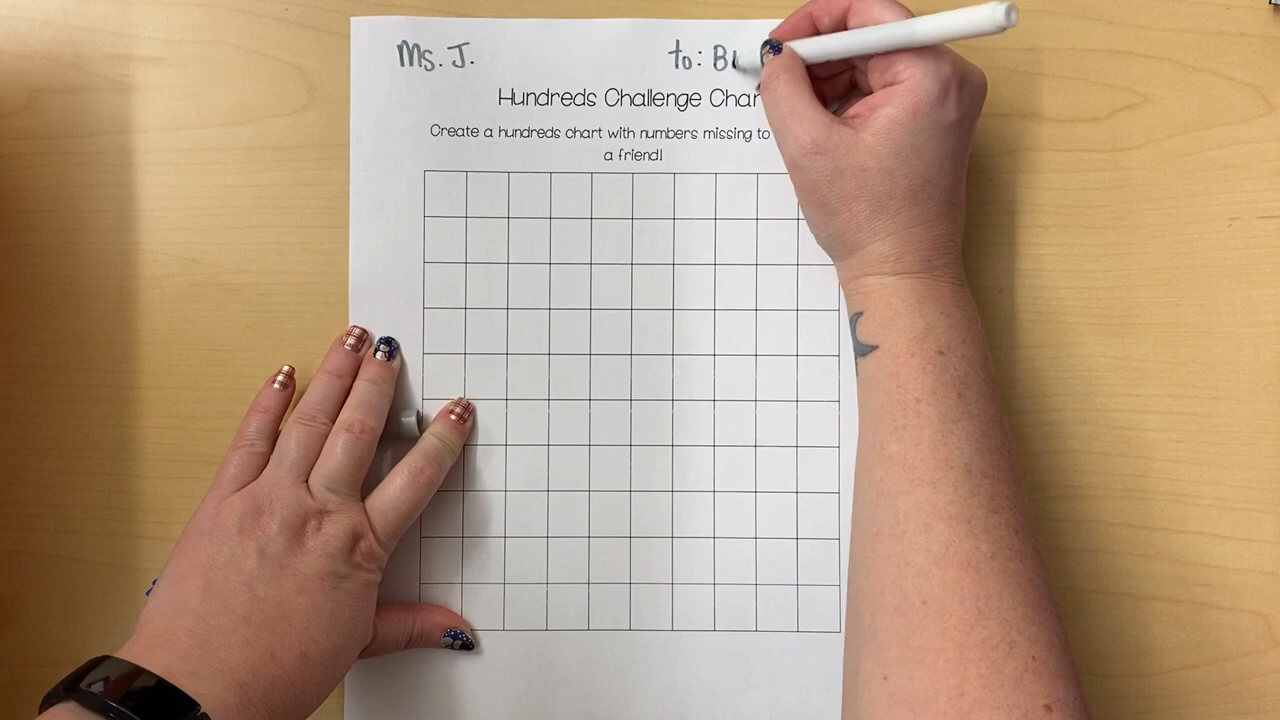 Ms. J. to: B
Hundreds Challenge Char
Create a hundreds chart with numbers missing to
a friend!